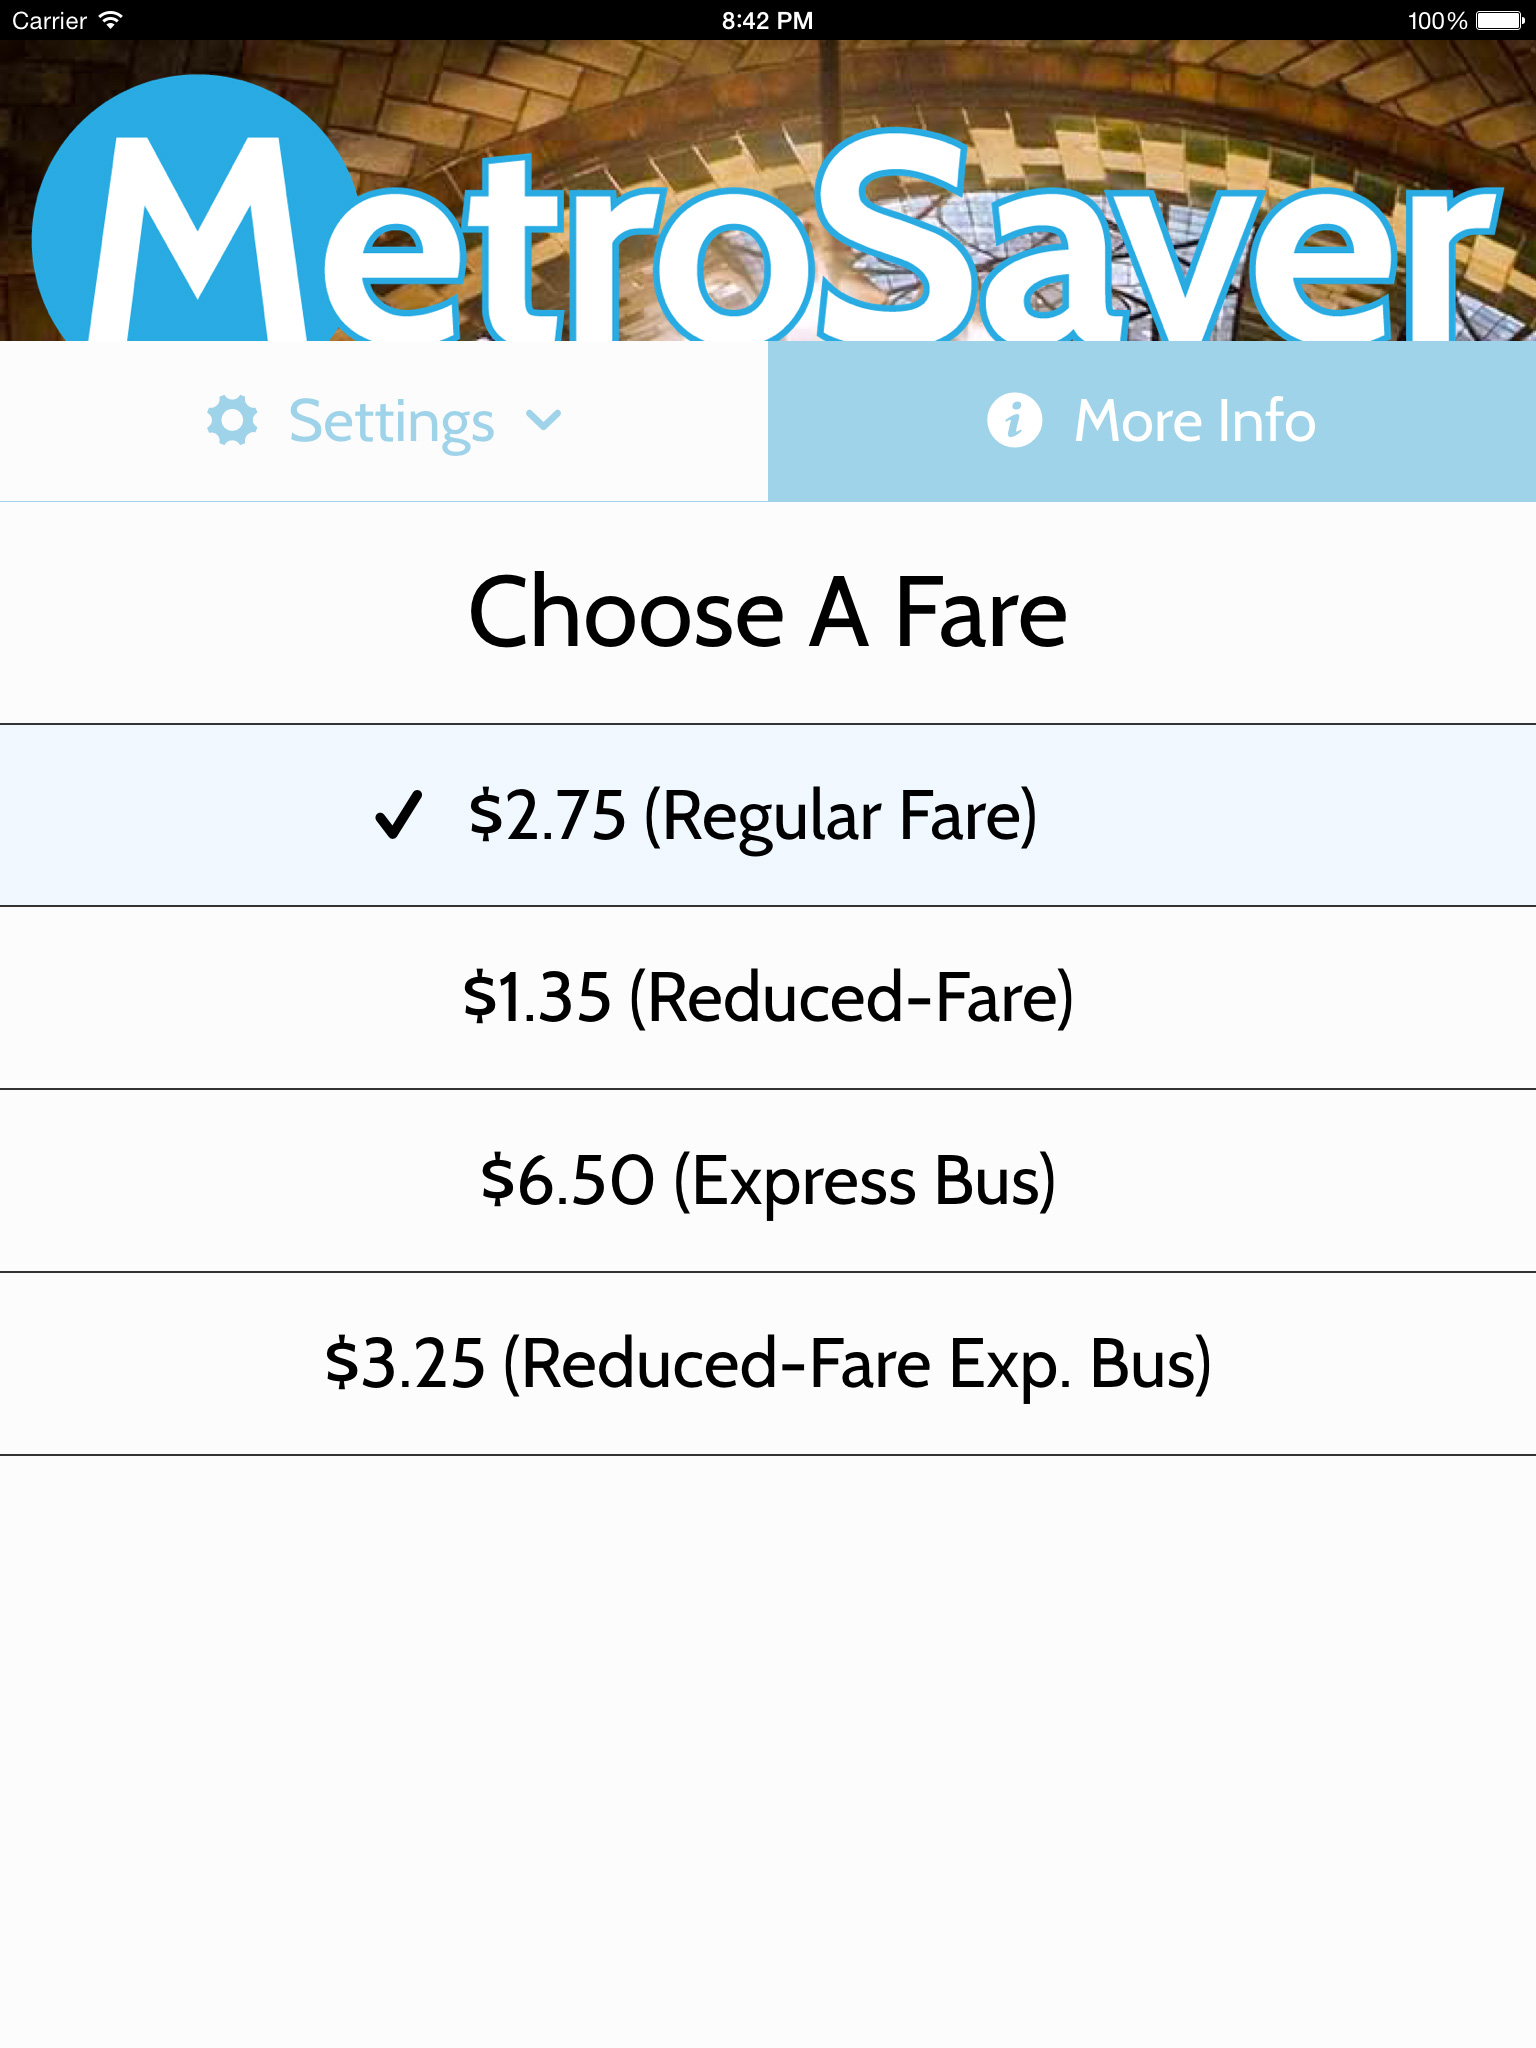 Carrier 8:42 PM 100%
MetroSaver
Settings More Info
Choose A Fare
$2.75 (Regular Fare)
$1.35 (Reduced-Fare)
$6.50 (Express Bus)
$3.25 (Reduced-Fare Exp. Bus)